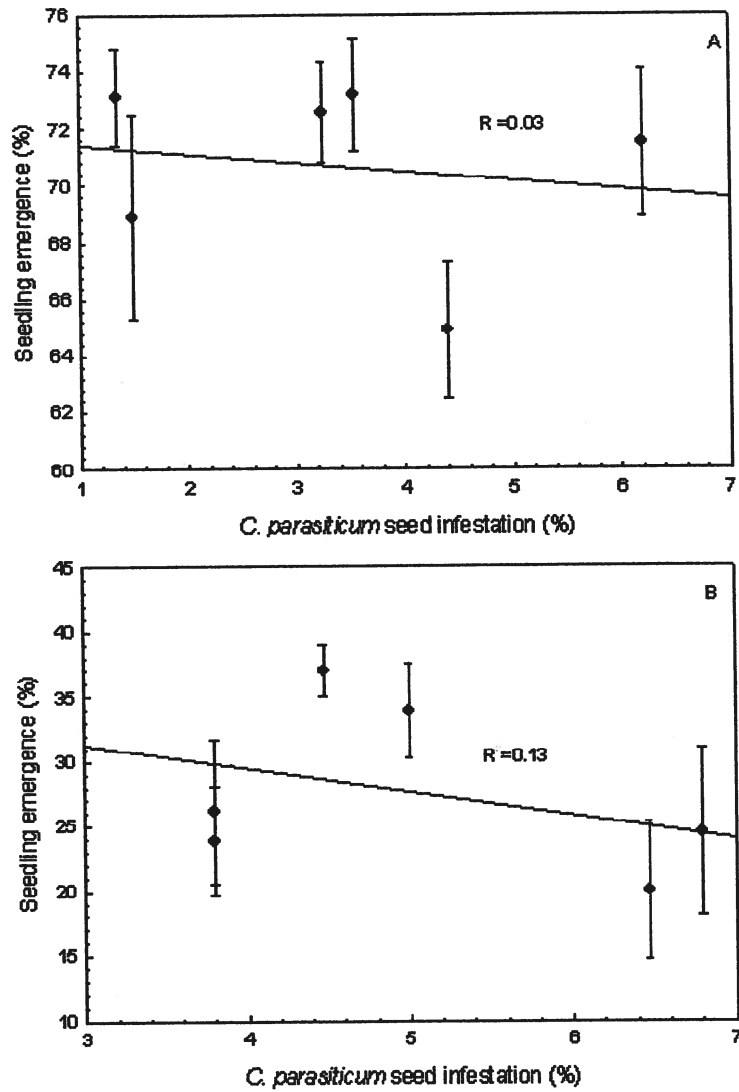 A
76
74
72
70
68
66
64
62
60
Seedling emergence (%)
R =0.03
1 2 3 4 5 6 7
C. parasiticum seed infestation (%)
B
45
40
35
30
25
20
15
10
Seedling emergence (%)
R =0.13
3 4 5 6 7
C. parasiticum seed infestation (%)